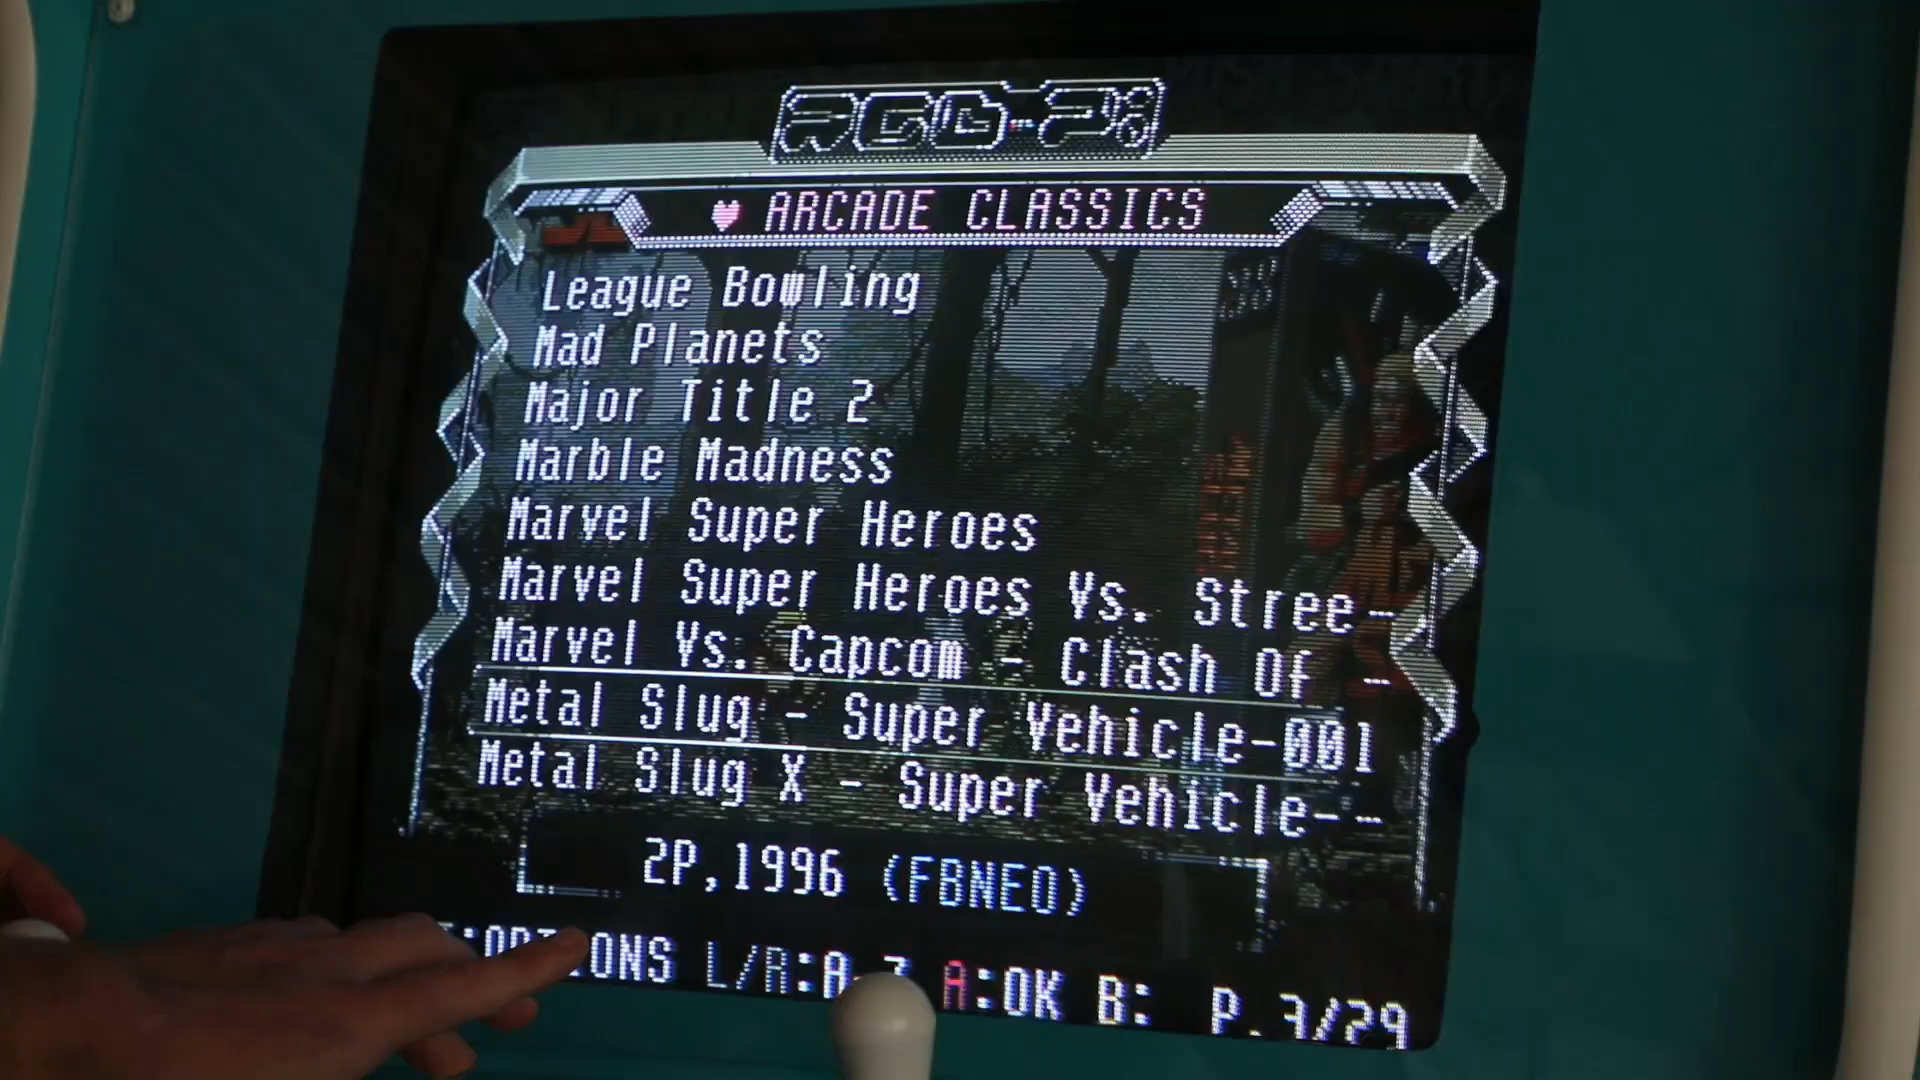 RGB-Pi
♥ ARCADE CLASSICS
League Bowling
Mad Planets
Major Title 2
Marble Madness
Marvel Super Heroes
Marvel Super Heroes Vs. Stree-
Marvel Vs. Capcom - Clash Of -
Metal Slug - Super Vehicle-001
Metal Slug X - Super Vehicle--
2P,1996 (FBNEO)
L/R:A-Z A:OK B: P.